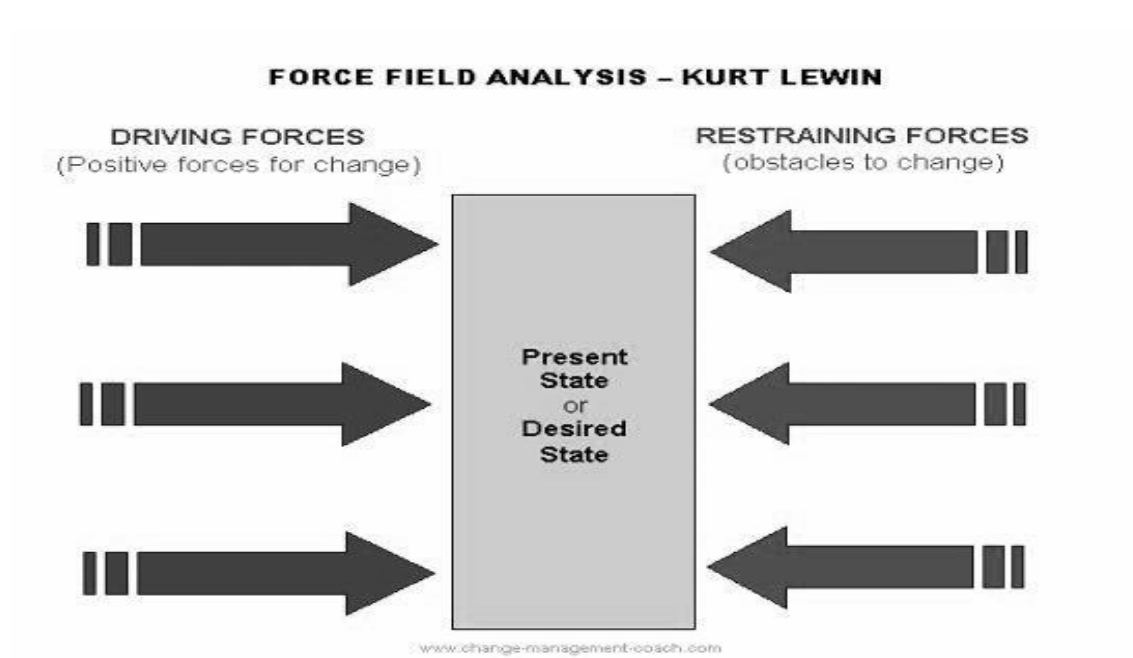 FORCE FIELD ANALYSIS – KURT LEWIN
DRIVING FORCES
(Positive forces for change)
RESTRAINING FORCES
(obstacles to change)
Present
State
or
Desired
State
www.change-management-coach.com